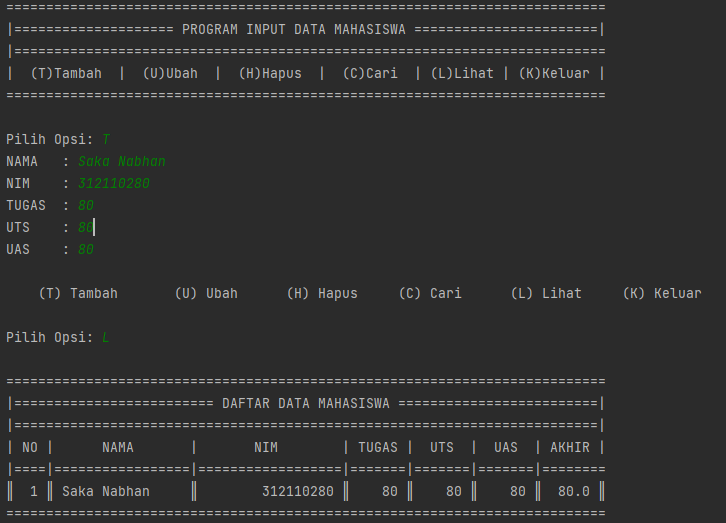 ===========================================================================
|==================== PROGRAM INPUT DATA MAHASISWA =======================|
|==========================================================================
|  (T)Tambah  |  (U)Ubah  |  (H)Hapus  |  (C)Cari  | (L)Lihat | (K)Keluar |
===========================================================================
Pilih Opsi: T
NAMA   : Saka Nabhan
NIM    : 312110280
TUGAS  : 80
UTS    : 80
UAS    : 80
(T) Tambah       (U) Ubah      (H) Hapus     (C) Cari      (L) Lihat     (K) Keluar
Pilih Opsi: L
===========================================================================
|========================= DAFTAR DATA MAHASISWA =========================|
|=========================================================================|
| NO |      NAMA       |       NIM        | TUGAS |  UTS  |  UAS  | AKHIR |
|====|=================|==================|=======|=======|=======|========
║  1 ║ Saka Nabhan     ║        312110280 ║    80 ║    80 ║    80 ║  80.0 ║
===========================================================================